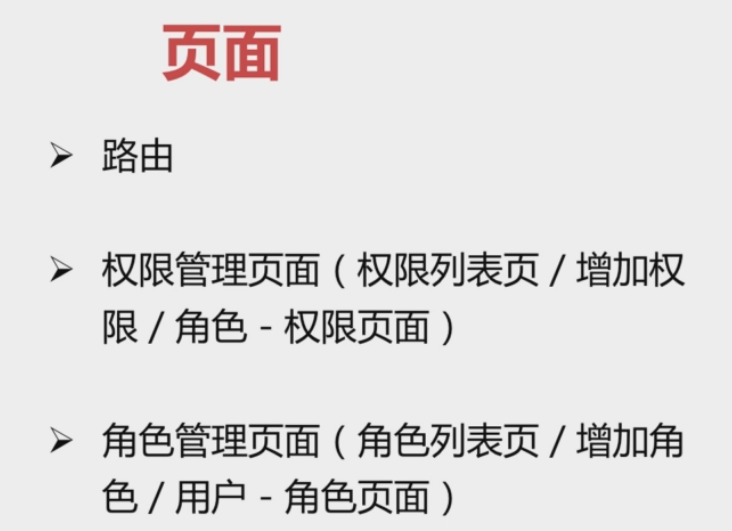 页面
➢ 路由
➢ 权限管理页面（权限列表页 / 增加权
限 / 角色 - 权限页面）
➢ 角色管理页面（角色列表页 / 增加角
色 / 用户 - 角色页面）